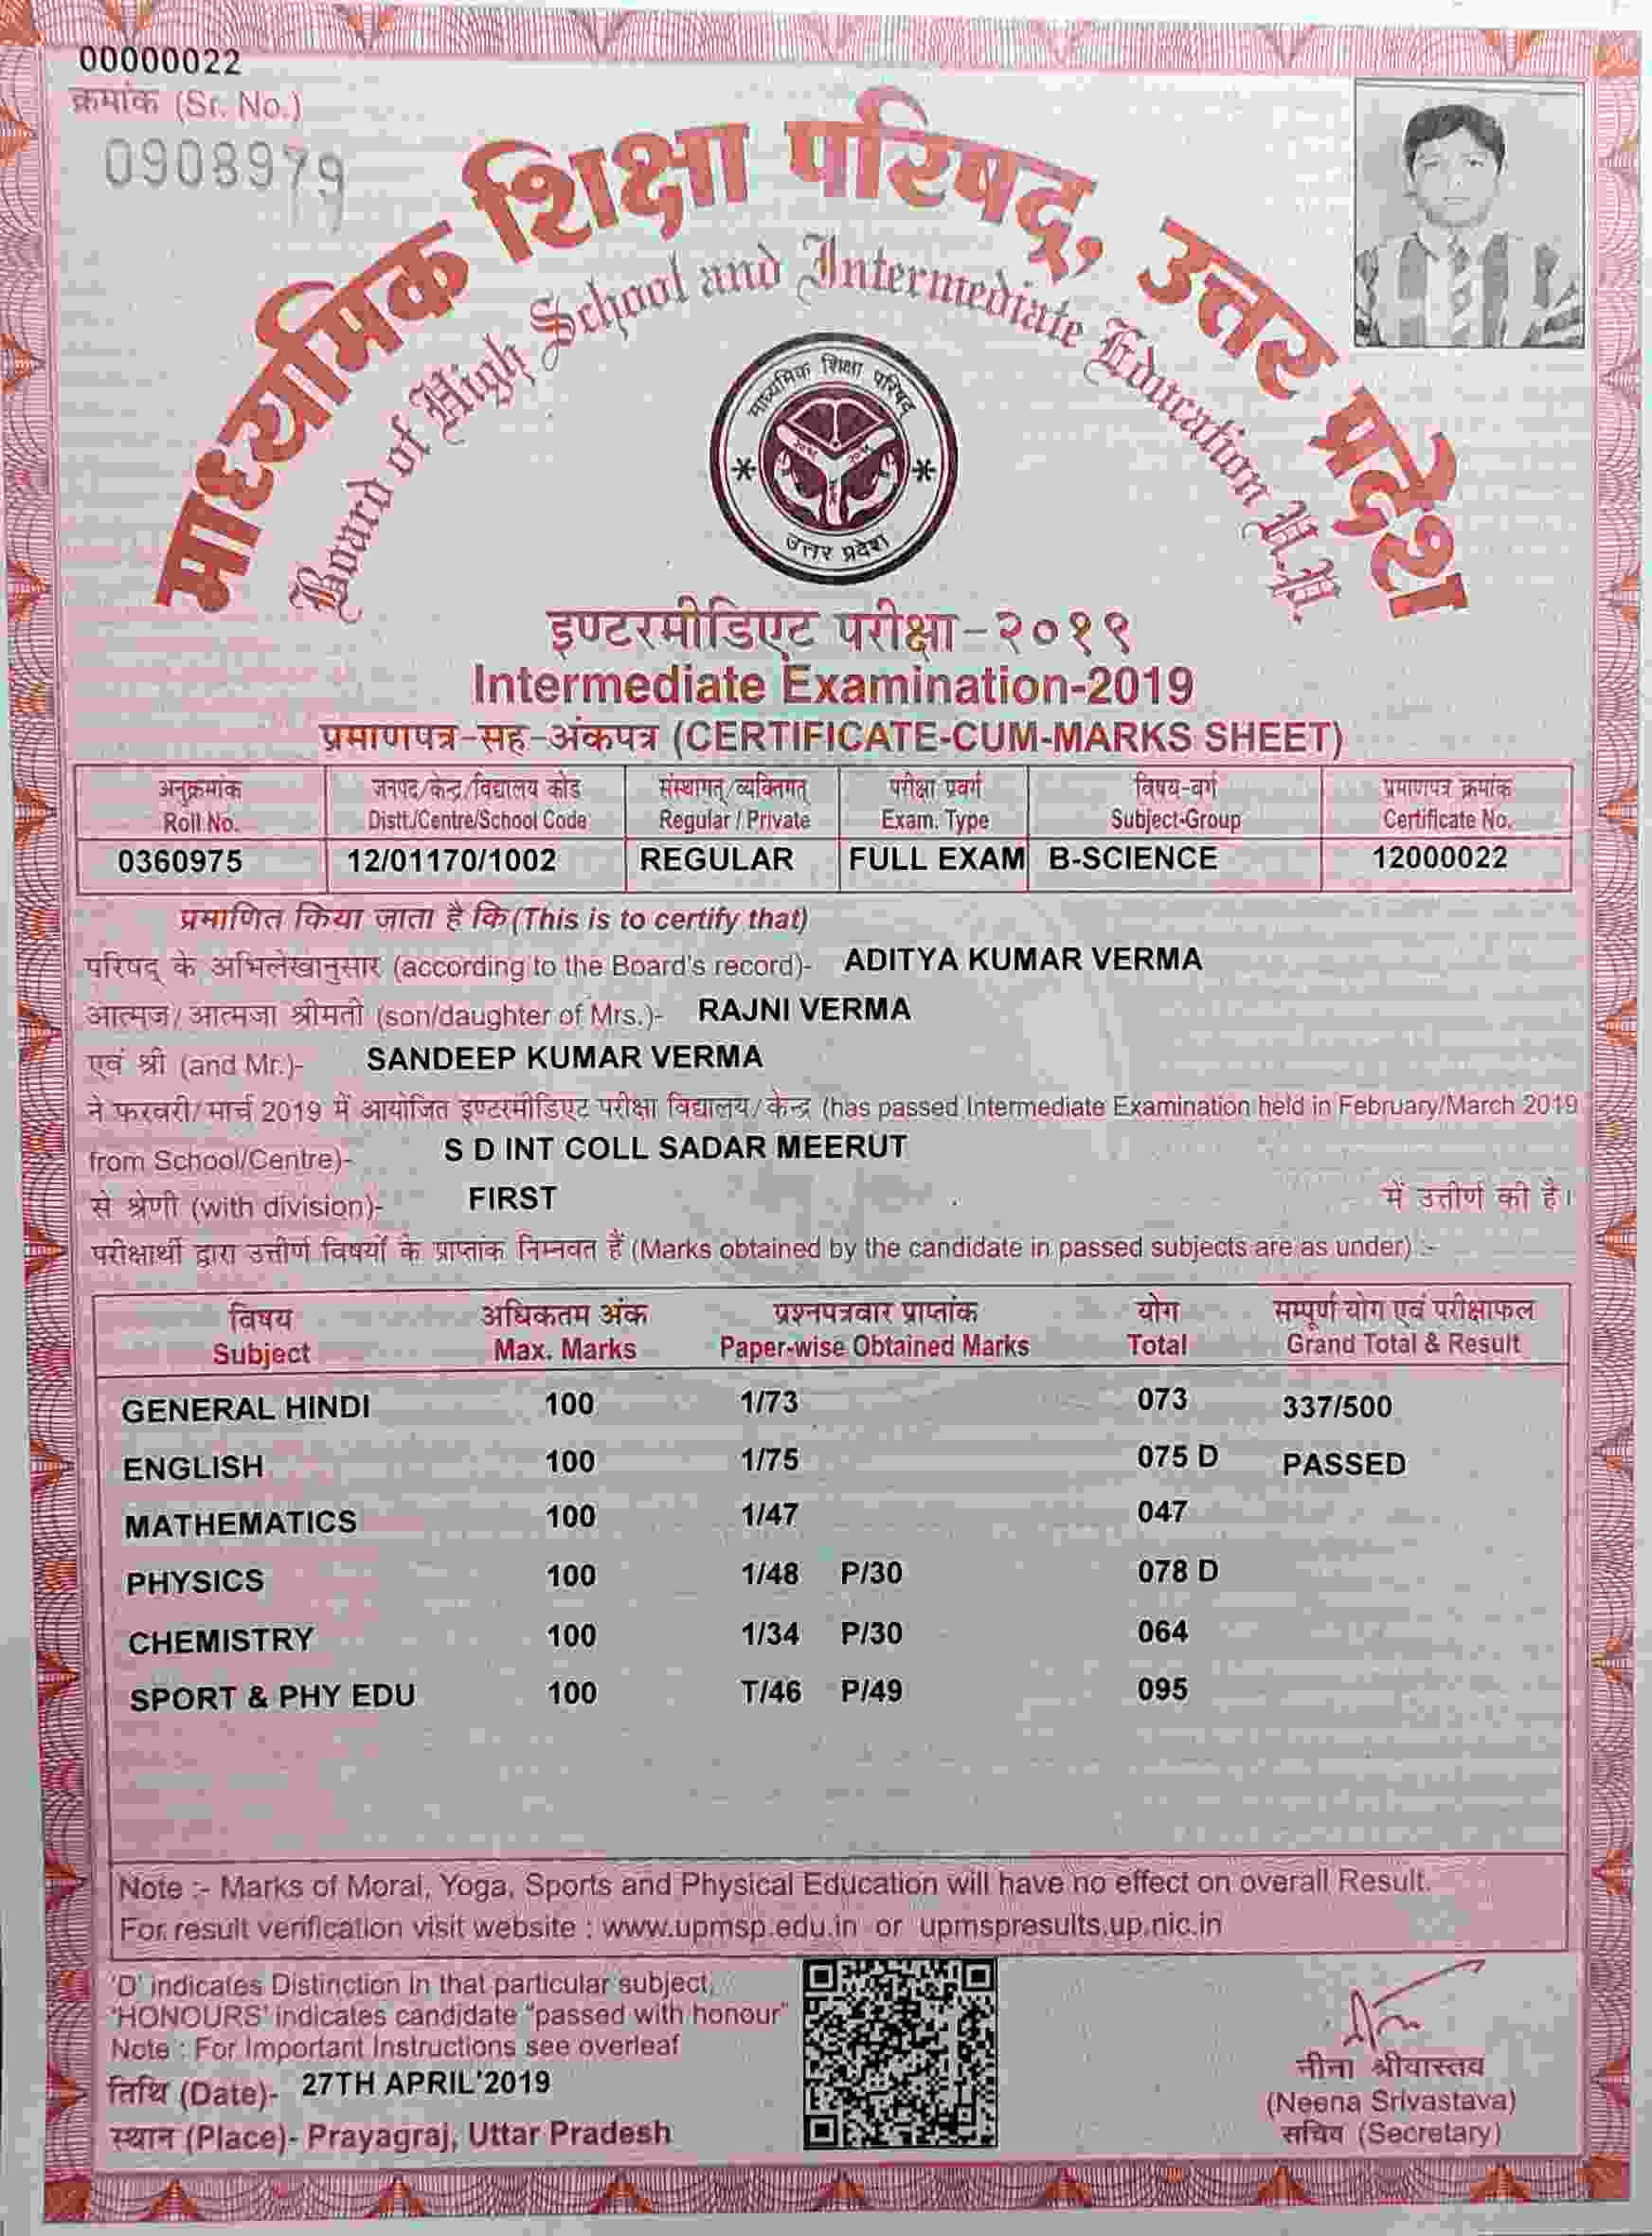 00000022
क्रमांक (Sr. No.)
0908979
माध्यमिक शिक्षा परिषद, उत्तर प्रदेश
Board of High School and Intermediate Education U.P.
माध्यमिक शिक्षा परिषद
उत्तर प्रदेश
इण्टरमीडिएट परीक्षा-२०१९
Intermediate Examination-2019
प्रमाणपत्र-सह-अंकपत्र (CERTIFICATE-CUM-MARKS SHEET)
अनुक्रमांक जनपद/केन्द्र/विद्यालय कोड संस्थागत/व्यक्तिगत परीक्षा प्रवर्ग विषय-वर्ग प्रमाणपत्र क्रमांक
Roll No. Distt./Centre/School Code Regular / Private Exam. Type Subject-Group Certificate No.
0360975 12/01170/1002 REGULAR FULL EXAM B-SCIENCE 12000022
प्रमाणित किया जाता है कि (This is to certify that)
परिषद् के अभिलेखानुसार (according to the Board's record)- ADITYA KUMAR VERMA
आत्मज/आत्मजा श्रीमती (son/daughter of Mrs.)- RAJNI VERMA
एवं श्री (and Mr.)- SANDEEP KUMAR VERMA
ने फरवरी/मार्च 2019 में आयोजित इण्टरमीडिएट परीक्षा विद्यालय/केन्द्र (has passed Intermediate Examination held in February/March 2019
from School/Centre)- S D INT COLL SADAR MEERUT
से श्रेणी (with division)- FIRST में उत्तीर्ण की है।
परीक्षार्थी द्वारा उत्तीर्ण विषयों के प्राप्तांक निम्नवत हैं (Marks obtained by the candidate in passed subjects are as under) :-
विषय अधिकतम अंक प्रश्नपत्रवार प्राप्तांक योग सम्पूर्ण योग एवं परीक्षाफल
Subject Max. Marks Paper-wise Obtained Marks Total Grand Total & Result
GENERAL HINDI 100 1/73 073 337/500
ENGLISH 100 1/75 075 D PASSED
MATHEMATICS 100 1/47 047
PHYSICS 100 1/48 P/30 078 D
CHEMISTRY 100 1/34 P/30 064
SPORT & PHY EDU 100 T/46 P/49 095
Note :- Marks of Moral, Yoga, Sports and Physical Education will have no effect on overall Result.
For result verification visit website : www.upmsp.edu.in or upmspresults.up.nic.in
'D' indicates Distinction in that particular subject,
'HONOURS' indicates candidate "passed with honour"
Note : For Important Instructions see overleaf
तिथि (Date)- 27TH APRIL'2019
स्थान (Place)- Prayagraj, Uttar Pradesh
नीना श्रीवास्तव
(Neena Srivastava)
सचिव (Secretary)